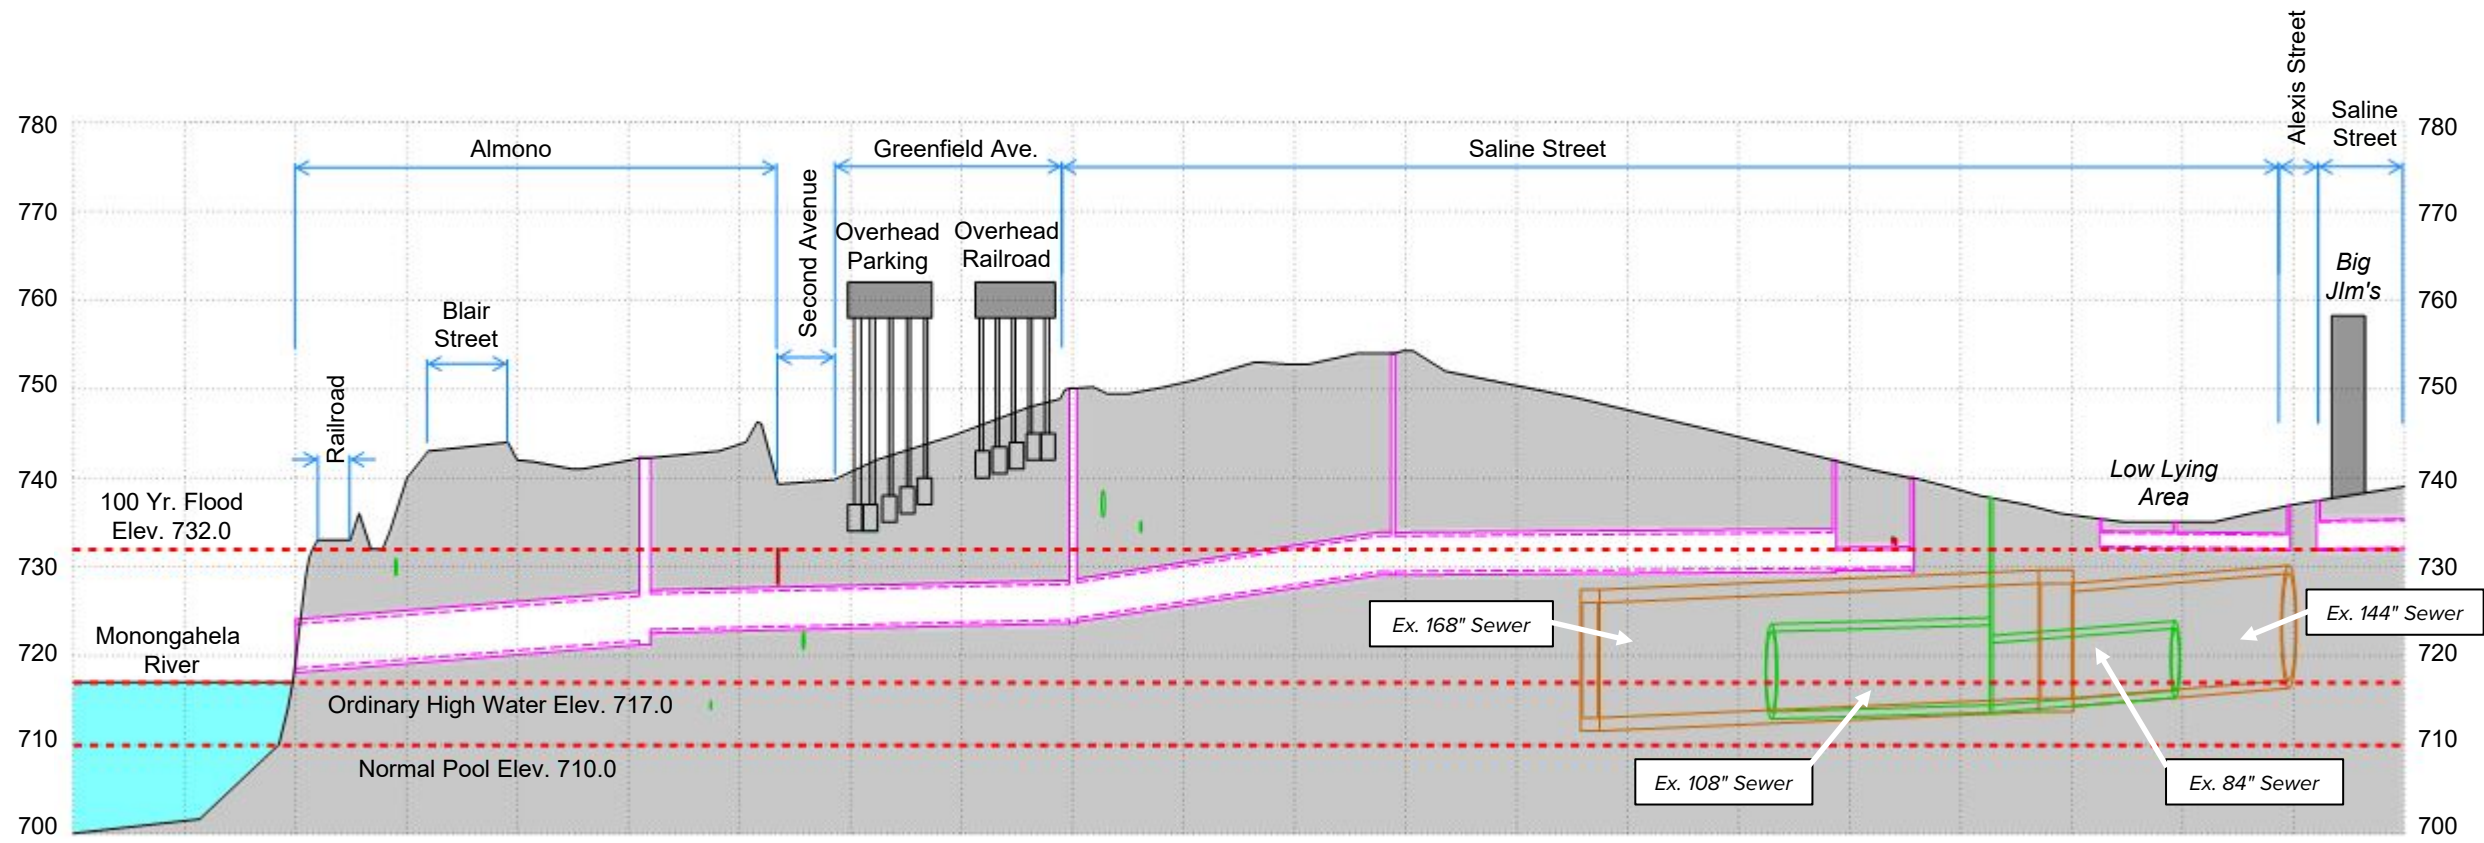 Alexis Street
Saline
Street
780
780
Almono
Greenfield Ave.
Saline Street
Second Avenue
770
770
Overhead
Parking
Overhead
Railroad
Big
JIm's
760
760
Blair
Street
750
750
Railroad
740
740
Low Lying
Area
100 Yr. Flood
Elev. 732.0
730
730
Ex. 168" Sewer
Ex. 144" Sewer
Monongahela
River
720
720
Ordinary High Water Elev. 717.0
710
710
Normal Pool Elev. 710.0
Ex. 108" Sewer
Ex. 84" Sewer
700
700